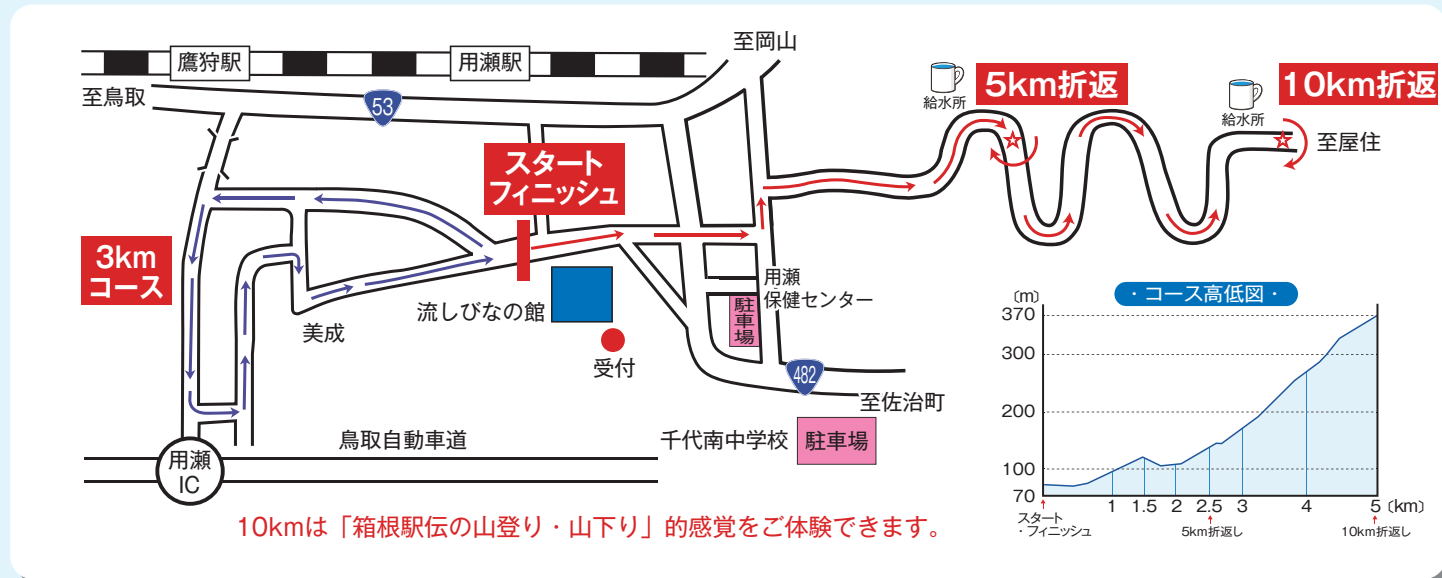 鷹狩駅
用瀬駅
至岡山
至鳥取
53
給水所
5km折返
給水所
10km折返
至屋住
スタート
フィニッシュ
3km
コース
流しびなの館
受付
美成
用瀬
保健センター
駐車場
482
至佐治町
千代南中学校
駐車場
鳥取自動車道
用瀬
IC
10kmは「箱根駅伝の山登り・山下り」的感覚をご体験できます。
・コース高低図・
〔m〕
370
300
200
100
70
1 1.5 2 2.5 3 4 5〔km〕
スタート
・フィニッシュ
5km折返し
10km折返し